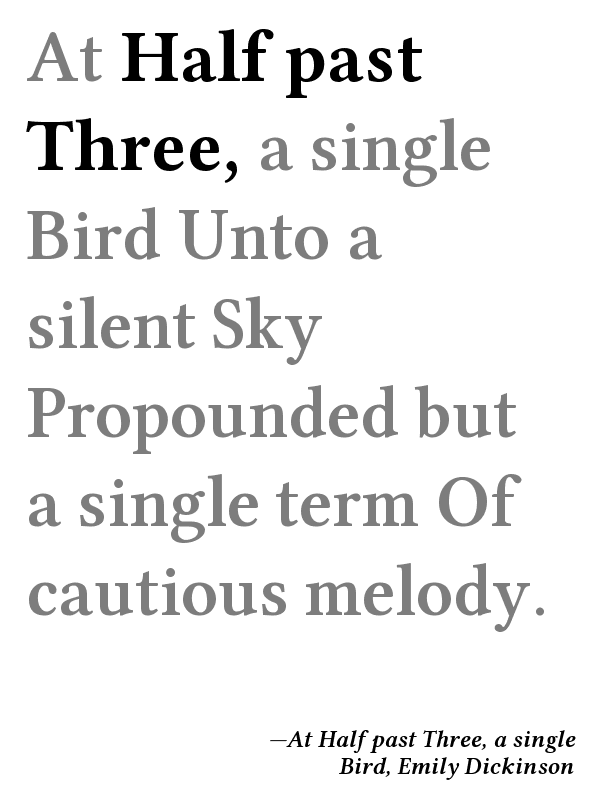 At Half past
Three, a single
Bird Unto a
silent Sky
Propounded but
a single term Of
cautious melody.
—At Half past Three, a single
Bird, Emily Dickinson